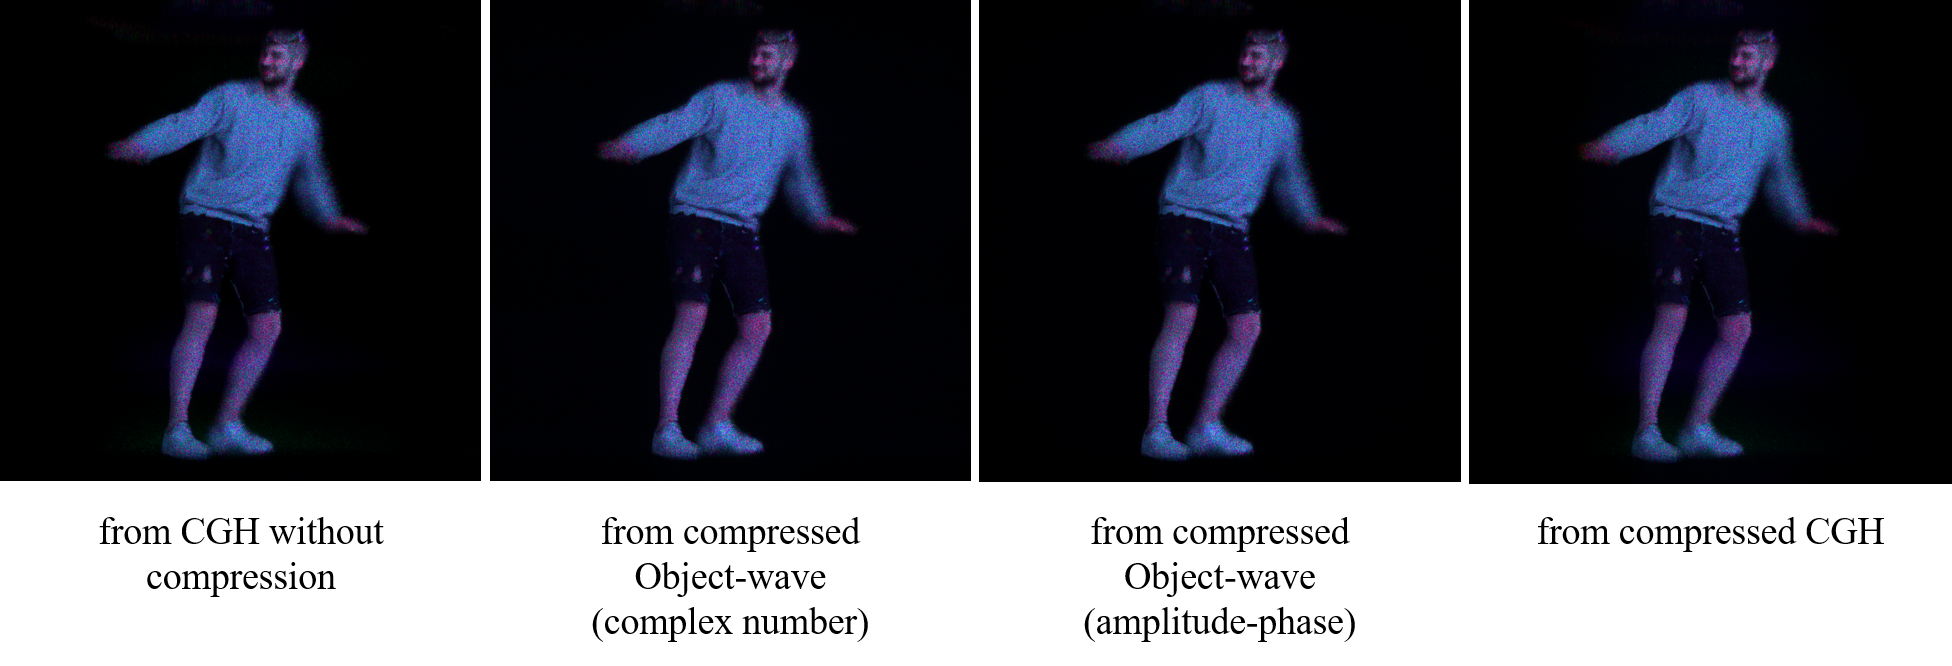 from CGH without
compression
from compressed
Object-wave
(complex number)
from compressed
Object-wave
(amplitude-phase)
from compressed CGH